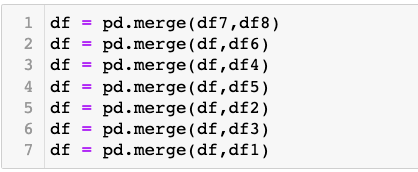 1 df = pd.merge(df7,df8)
2 df = pd.merge(df,df6)
3 df = pd.merge(df,df4)
4 df = pd.merge(df,df5)
5 df = pd.merge(df,df2)
6 df = pd.merge(df,df3)
7 df = pd.merge(df,df1)